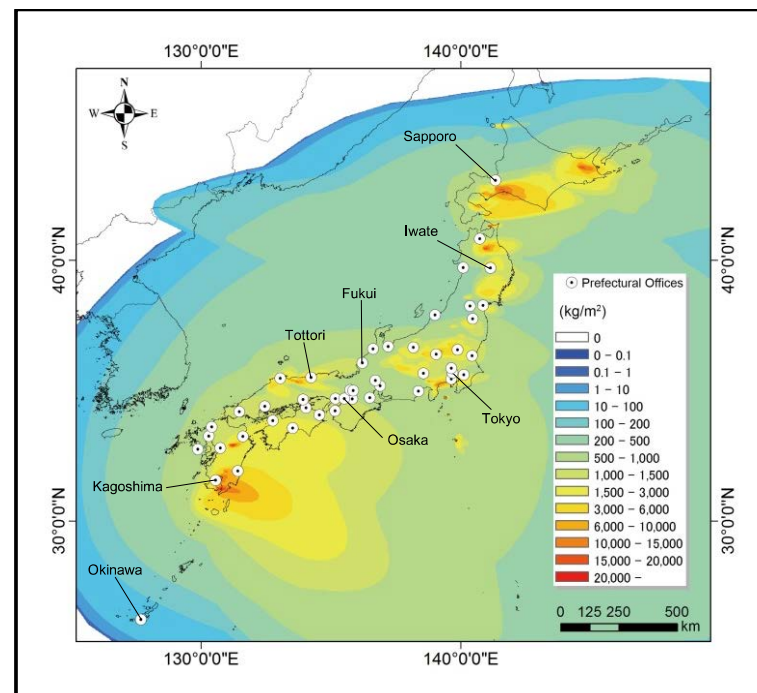 130°0'0"E 140°0'0"E
N
W E
S
Sapporo
Iwate
40°0'0"N 40°0'0"N
Fukui
Tottori
Prefectural Offices
(kg/m²)
0
0 – 0.1
0.1 – 1
1 – 10
10 – 100
100 – 200
200 – 500
500 – 1,000
1,000 – 1,500
1,500 – 3,000
3,000 – 6,000
6,000 – 10,000
10,000 – 15,000
15,000 – 20,000
20,000 -
Tokyo
Osaka
Kagoshima
30°0'0"N 30°0'0"N
Okinawa
0 125 250 500
km
130°0'0"E 140°0'0"E